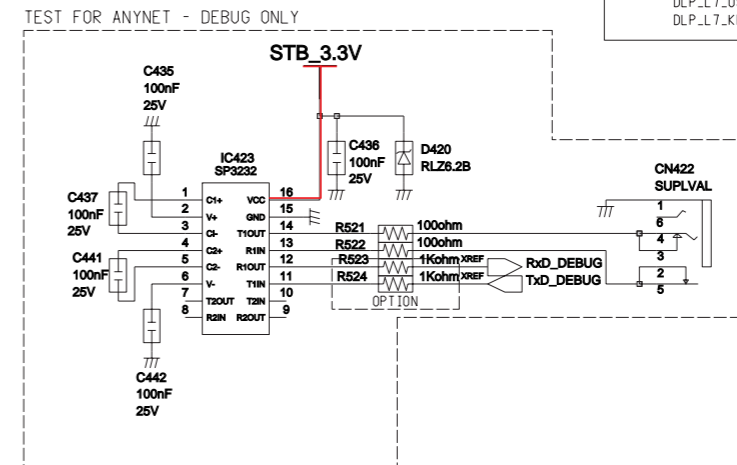 TEST FOR ANYNET - DEBUG ONLY
DLP_L7_K
STB_3.3V
C435
100nF
25V
C436
100nF
25V
D420
RLZ6.2B
IC423
SP3232
CN422
SUPLVAL
C437
100nF
25V
C441
100nF
25V
C442
100nF
25V
1 C1+ VCC 16
2 V+ GND 15
3 C- T1OUT 14
4 C2+ R1IN 13
5 C2- R1OUT 12
6 V- T1IN 11
7 T2OUT T2IN 10
8 R2IN R2OUT 9
R521 100ohm
R522 100ohm
R523 1Kohm XREF RxD_DEBUG
R524 1Kohm XREF TxD_DEBUG
OPTION
1
6
4
3
2
5